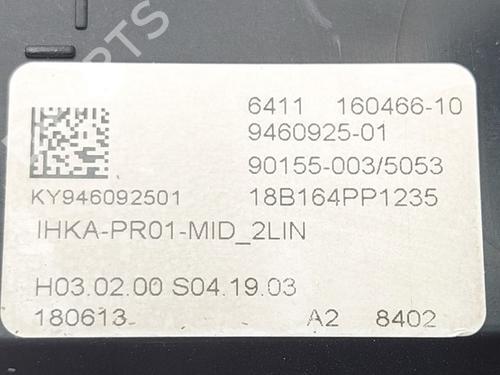 PARTS
6411 160466-10
9460925-01
90155-003/5053
KY946092501 18B164PP1235
IHKA-PR01-MID_2LIN
H03.02.00 S04.19.03
180613 A2 8402